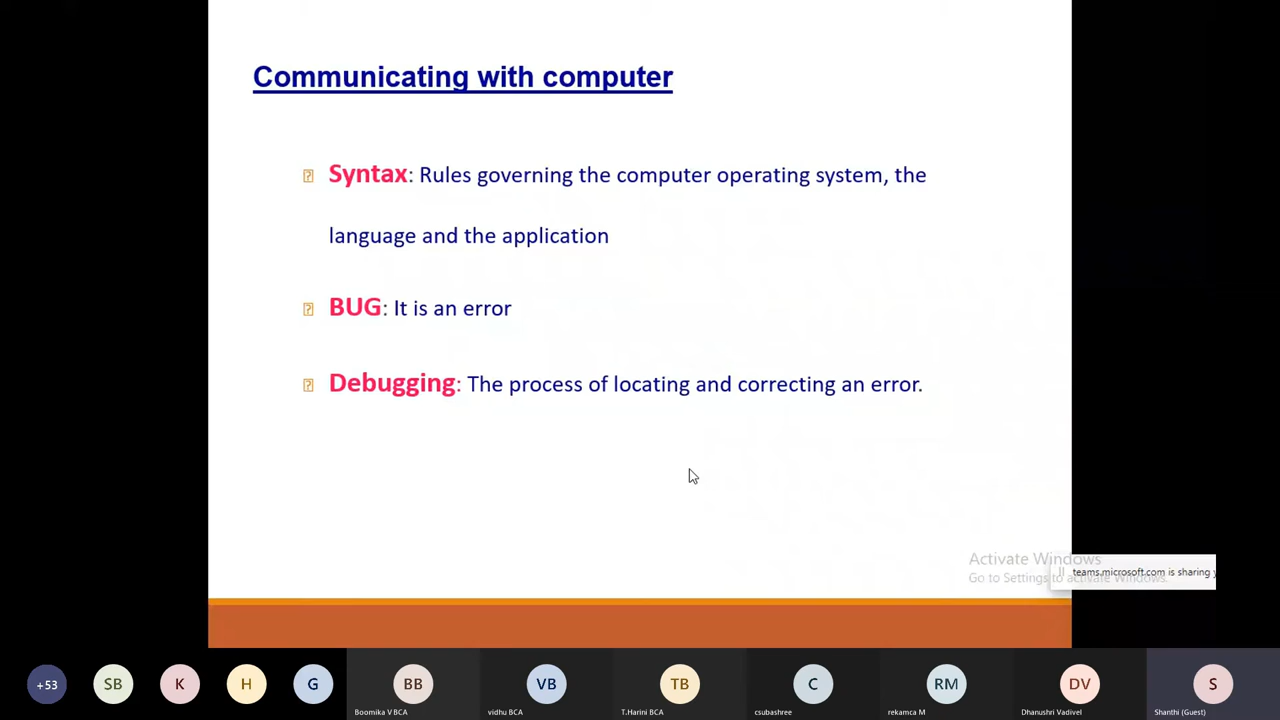 Communicating with computer
Syntax: Rules governing the computer operating system, the
language and the application
BUG: It is an error
Debugging: The process of locating and correcting an error.
Activate Windows
Go to Settings to activate Windows.
teams.microsoft.com is sharing y
+53
SB
K
H
G
BB
VB
TB
C
RM
DV
S
Boomika V BCA
vidhu BCA
T.Harini BCA
csubashree
rekamca M
Dhanushri Vadivel
Shanthi (Guest)